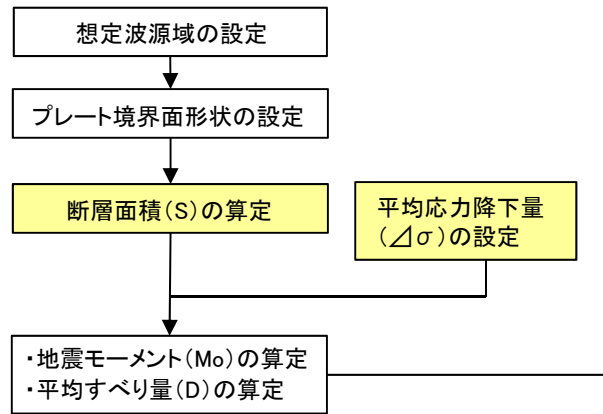 想定波源域の設定
プレート境界面形状の設定
断層面積(S)の算定
平均応力降下量
(⊿σ)の設定
・地震モーメント(Mo)の算定
・平均すべり量(D)の算定